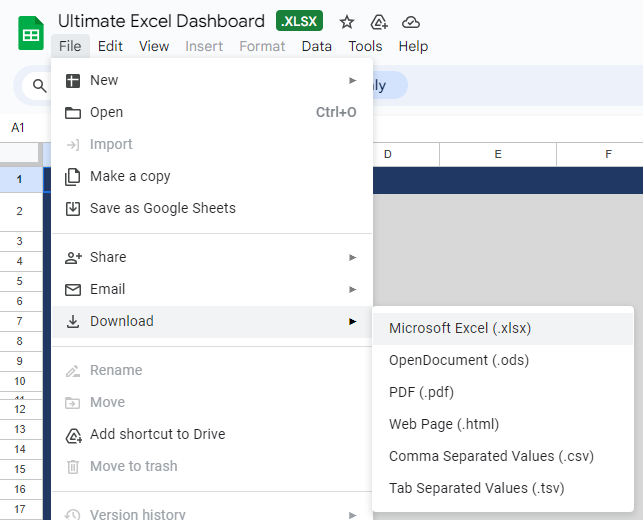 Ultimate Excel Dashboard .XLSX
File Edit View Insert Format Data Tools Help
New
Open Ctrl+O
Import
Make a copy
Save as Google Sheets
Share
Email
Download
Rename
Move
Add shortcut to Drive
Move to trash
Version history
Microsoft Excel (.xlsx)
OpenDocument (.ods)
PDF (.pdf)
Web Page (.html)
Comma Separated Values (.csv)
Tab Separated Values (.tsv)
A1
D E F
1
2
3
4
5
6
7
8
9
10
11
12
13
14
15
16
17